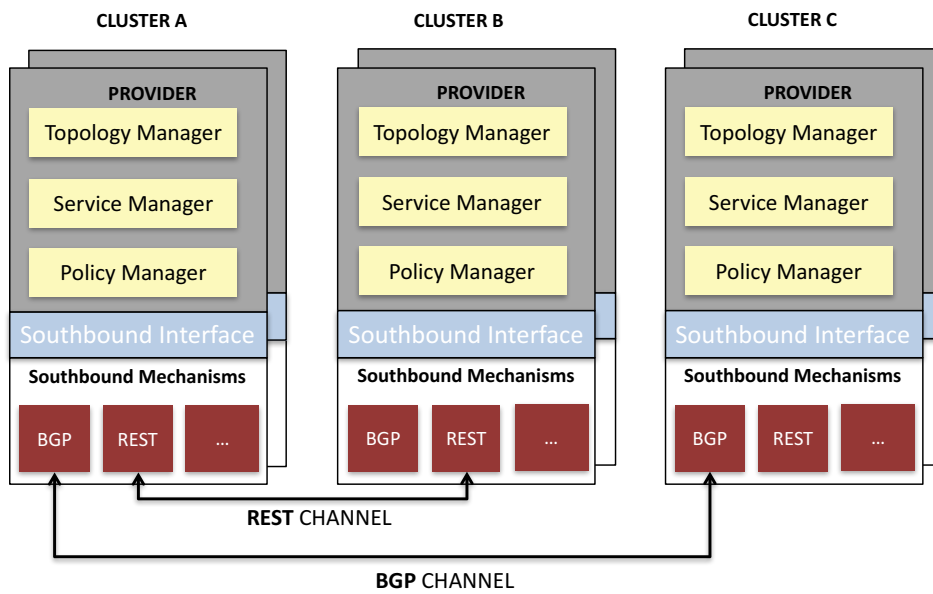 CLUSTER A
PROVIDER
Topology Manager
Service Manager
Policy Manager
Southbound Interface
Southbound Mechanisms
BGP
REST
...
CLUSTER B
PROVIDER
Topology Manager
Service Manager
Policy Manager
Southbound Interface
Southbound Mechanisms
BGP
REST
...
CLUSTER C
PROVIDER
Topology Manager
Service Manager
Policy Manager
Southbound Interface
Southbound Mechanisms
BGP
REST
...
REST CHANNEL
BGP CHANNEL